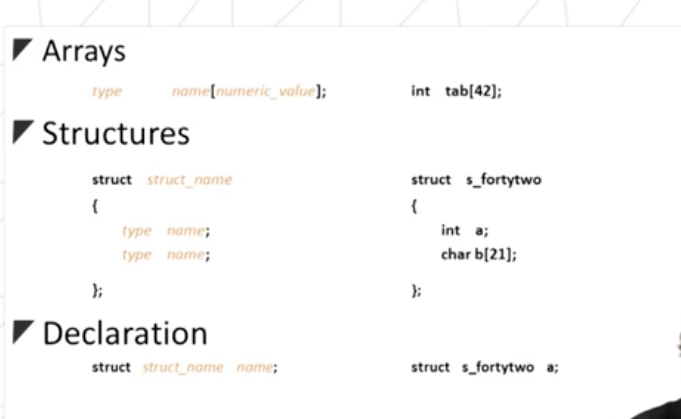 Arrays
type name[numeric_value]; int tab[42];
Structures
struct struct_name struct s_fortytwo
{ {
type name; int a;
type name; char b[21];
}; };
Declaration
struct struct_name name; struct s_fortytwo a;